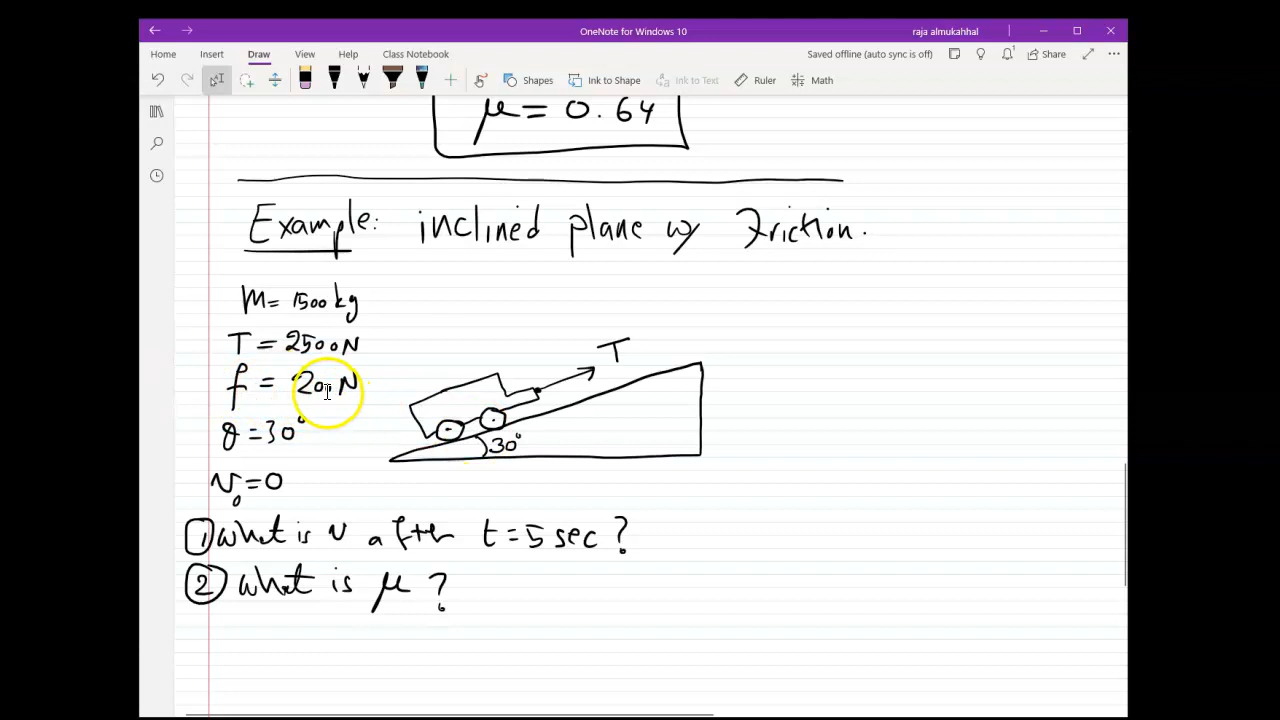 OneNote for Windows 10
raja almukahhal
Home Insert Draw View Help Class Notebook
Saved offline (auto sync is off)
Share
Shapes Ink to Shape Ink to Text Ruler Math
μ = 0.64
Example: inclined plane w/ Friction.
M = 1500 kg
T = 2500 N
T
θ = 30°
30°
v₀ = 0
① What is v after t = 5 sec?
② what is μ?